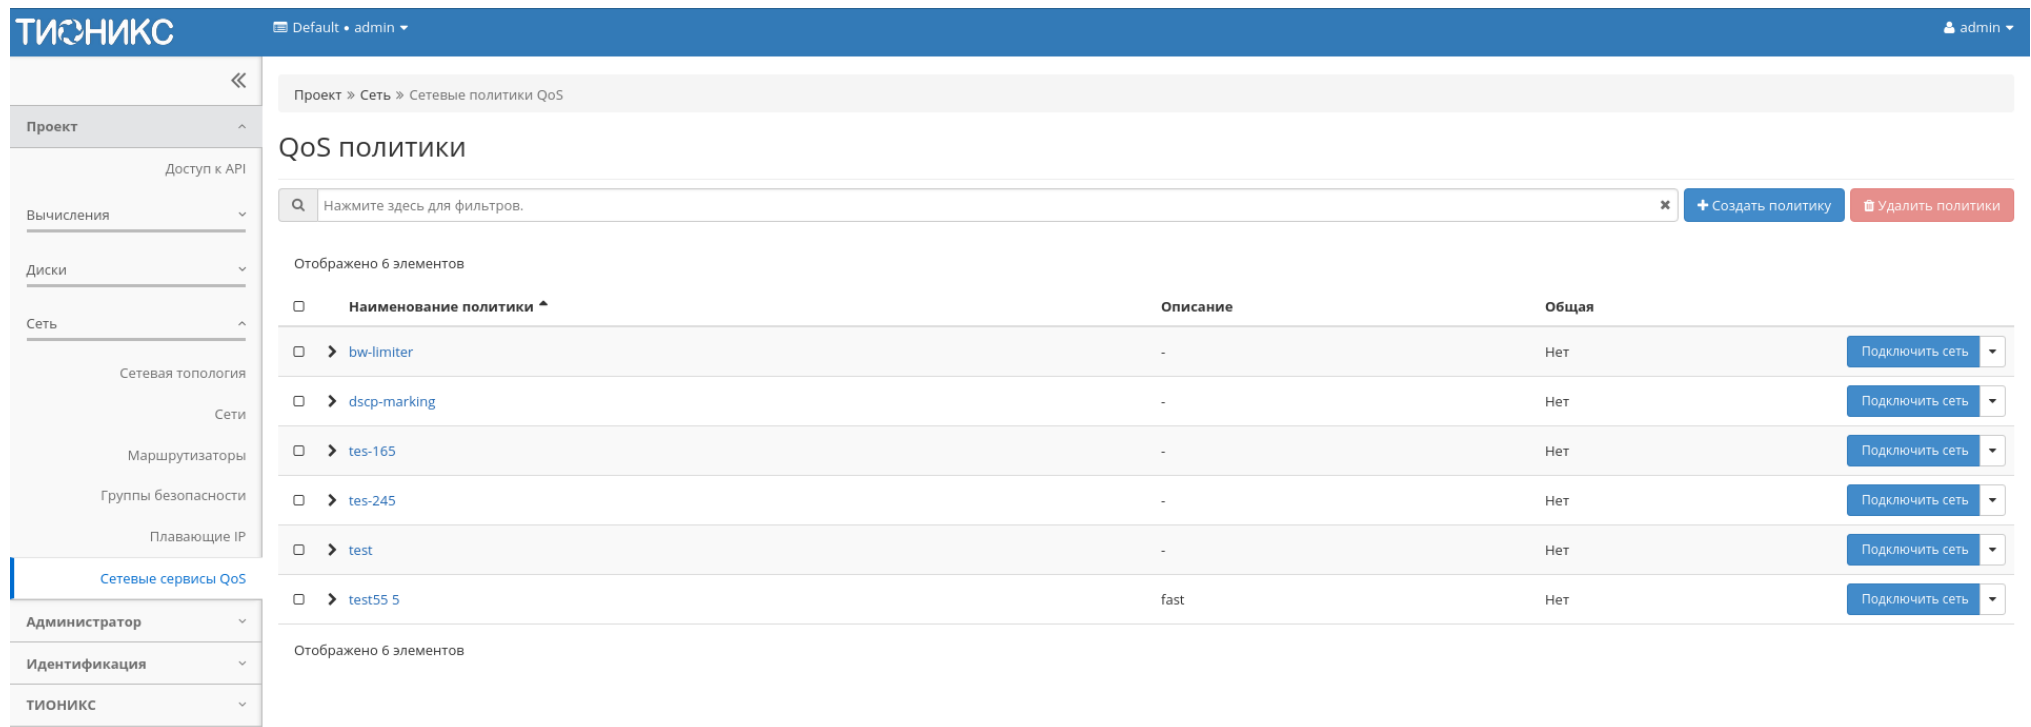 ТИОНИКС
Default • admin
admin
Проект
Доступ к API
Вычисления
Диски
Сеть
Сетевая топология
Сети
Маршрутизаторы
Группы безопасности
Плавающие IP
Сетевые сервисы QoS
Администратор
Идентификация
ТИОНИКС
Проект » Сеть » Сетевые политики QoS
QoS политики
Нажмите здесь для фильтров.
Создать политику
Удалить политики
Отображено 6 элементов
Наименование политики Описание Общая
bw-limiter - Нет Подключить сеть
dscp-marking - Нет Подключить сеть
tes-165 - Нет Подключить сеть
tes-245 - Нет Подключить сеть
test - Нет Подключить сеть
test55 5 fast Нет Подключить сеть
Отображено 6 элементов